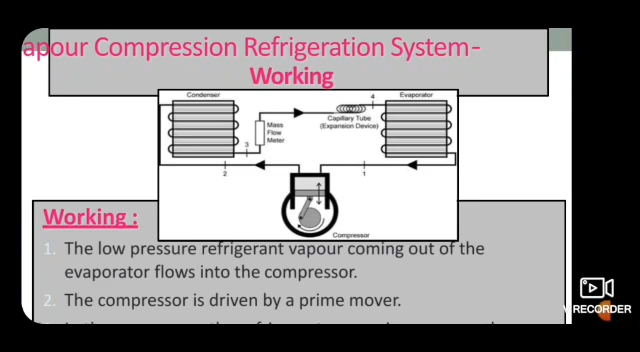 apour Compression Refrigeration System-
Working
Condenser
4
Evaporator
Capillary Tube
(Expansion Device)
Mass
Flow
Meter
3
2
1
Compressor
Working :
1. The low pressure refrigerant vapour coming out of the
evaporator flows into the compressor.
2. The compressor is driven by a prime mover.
RECORDER